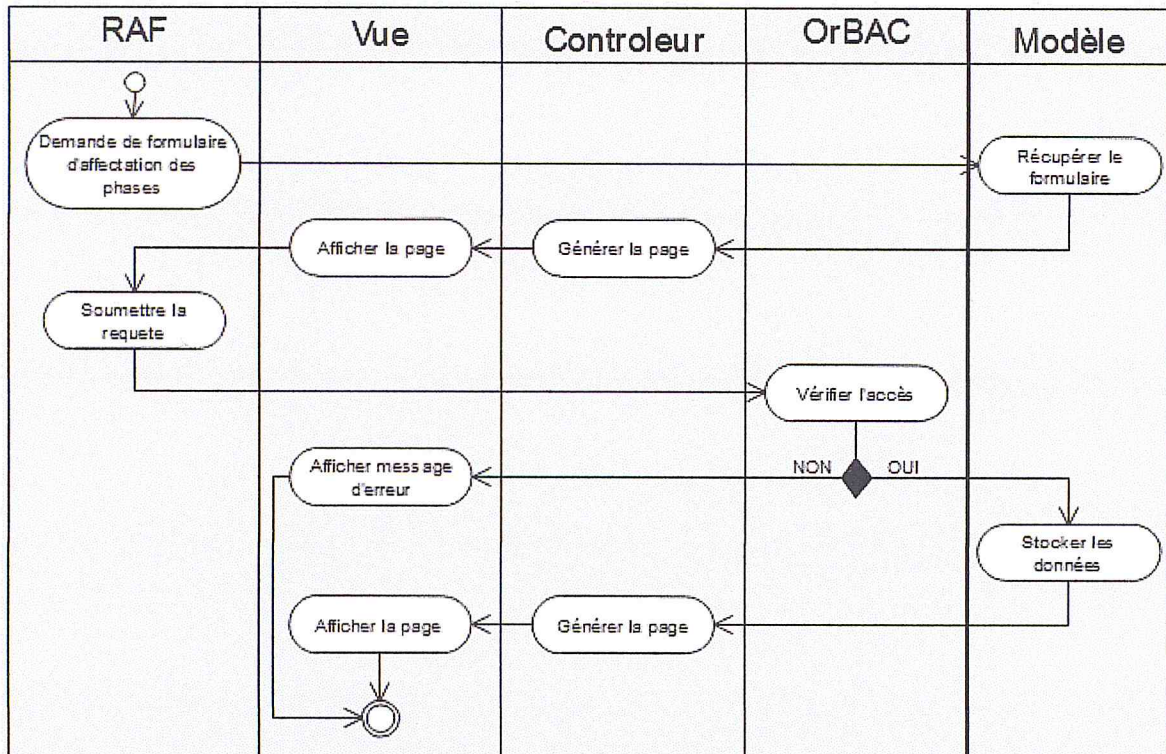 RAF
Vue
Controleur
OrBAC
Modèle
Demande de formulaire
d'affectation des
phases
Récupérer le
formulaire
Afficher la page
Générer la page
Soumettre la
requete
Vérifier l'accès
NON
OUI
Afficher message
d'erreur
Stocker les
données
Afficher la page
Générer la page